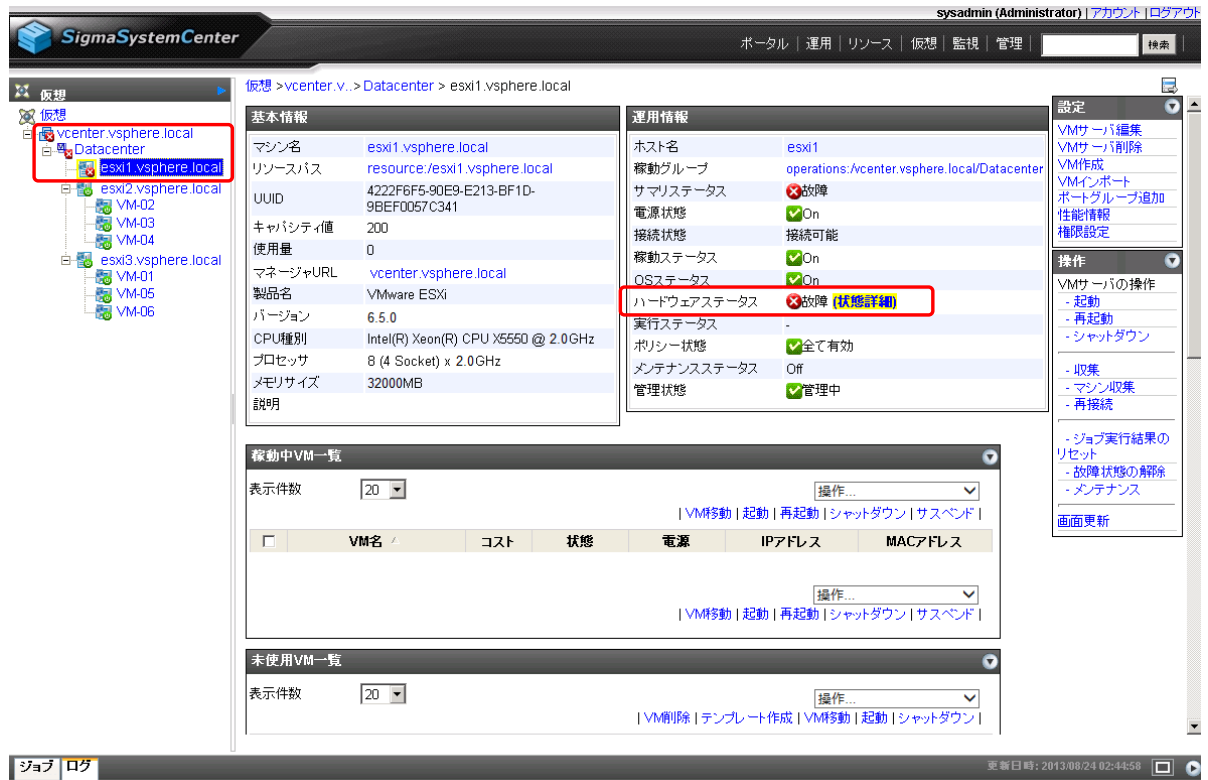 sysadmin (Administrator) | アカウント | ログアウト
SigmaSystemCenter
ポータル | 運用 | リソース | 仮想 | 監視 | 管理 |
検索
仮想
仮想
vcenter.vsphere.local
Datacenter
esxi1.vsphere.local
esxi2.vsphere.local
VM-02
VM-03
VM-04
esxi3.vsphere.local
VM-01
VM-05
VM-06
仮想 >vcenter.v..> Datacenter > esxi1.vsphere.local
基本情報
マシン名 esxi1.vsphere.local
リソースパス resource:/esxi1.vsphere.local
UUID 4222F6F5-90E9-E213-BF1D-
9BEF0057C341
キャパシティ値 200
使用量 0
マネージャURL vcenter.vsphere.local
製品名 VMware ESXi
バージョン 6.5.0
CPU種別 Intel(R) Xeon(R) CPU X5550 @ 2.0GHz
プロセッサ 8 (4 Socket) x 2.0GHz
メモリサイズ 32000MB
説明
運用情報
ホスト名 esxi1
稼動グループ operations:/vcenter.vsphere.local/Datacenter
サマリステータス 故障
電源状態 On
接続状態 接続可能
稼動ステータス On
OSステータス On
ハードウェアステータス 故障 (状態詳細)
実行ステータス -
ポリシー状態 全て有効
メンテナンスステータス Off
管理状態 管理中
設定
VMサーバ編集
VMサーバ削除
VM作成
VMインポート
ポートグループ追加
性能情報
権限設定
操作
VMサーバの操作
- 起動
- 再起動
- シャットダウン
- 収集
- マシン収集
- 再接続
- ジョブ実行結果の
リセット
- 故障状態の解除
- メンテナンス
画面更新
稼動中VM一覧
表示件数 20 操作...
| VM移動 | 起動 | 再起動 | シャットダウン | サスペンド |
VM名 コスト 状態 電源 IPアドレス MACアドレス
操作...
| VM移動 | 起動 | 再起動 | シャットダウン | サスペンド |
未使用VM一覧
表示件数 20 操作...
| VM削除 | テンプレート作成 | VM移動 | 起動 | シャットダウン |
ジョブ ログ
更新日時: 2013/08/24 02:44:58